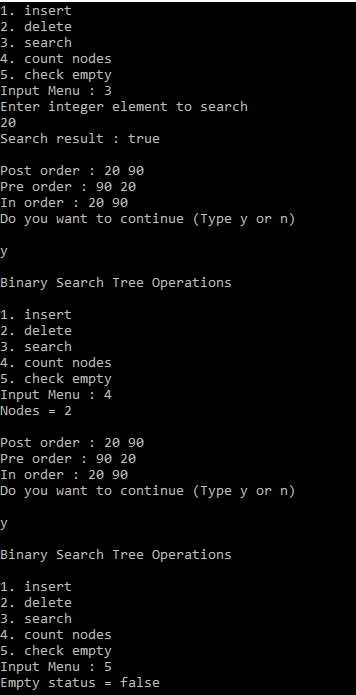 1. insert
2. delete
3. search
4. count nodes
5. check empty
Input Menu : 3
Enter integer element to search
20
Search result : true
Post order : 20 90
Pre order : 90 20
In order : 20 90
Do you want to continue (Type y or n)
y
Binary Search Tree Operations
1. insert
2. delete
3. search
4. count nodes
5. check empty
Input Menu : 4
Nodes = 2
Post order : 20 90
Pre order : 90 20
In order : 20 90
Do you want to continue (Type y or n)
y
Binary Search Tree Operations
1. insert
2. delete
3. search
4. count nodes
5. check empty
Input Menu : 5
Empty status = false